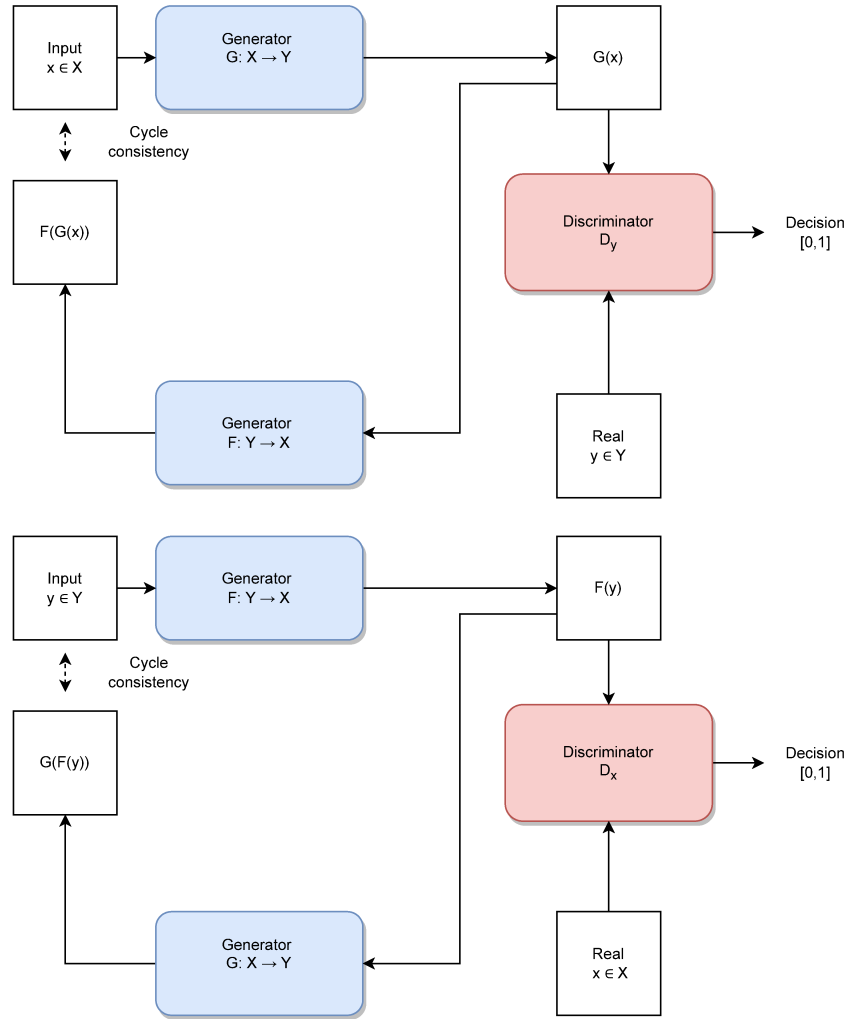 Input
x ∈ X
Generator
G: X → Y
G(x)
Cycle
consistency
F(G(x))
Discriminator
Dy
Decision
[0,1]
Generator
F: Y → X
Real
y ∈ Y
Input
y ∈ Y
Generator
F: Y → X
F(y)
Cycle
consistency
G(F(y))
Discriminator
Dx
Decision
[0,1]
Generator
G: X → Y
Real
x ∈ X